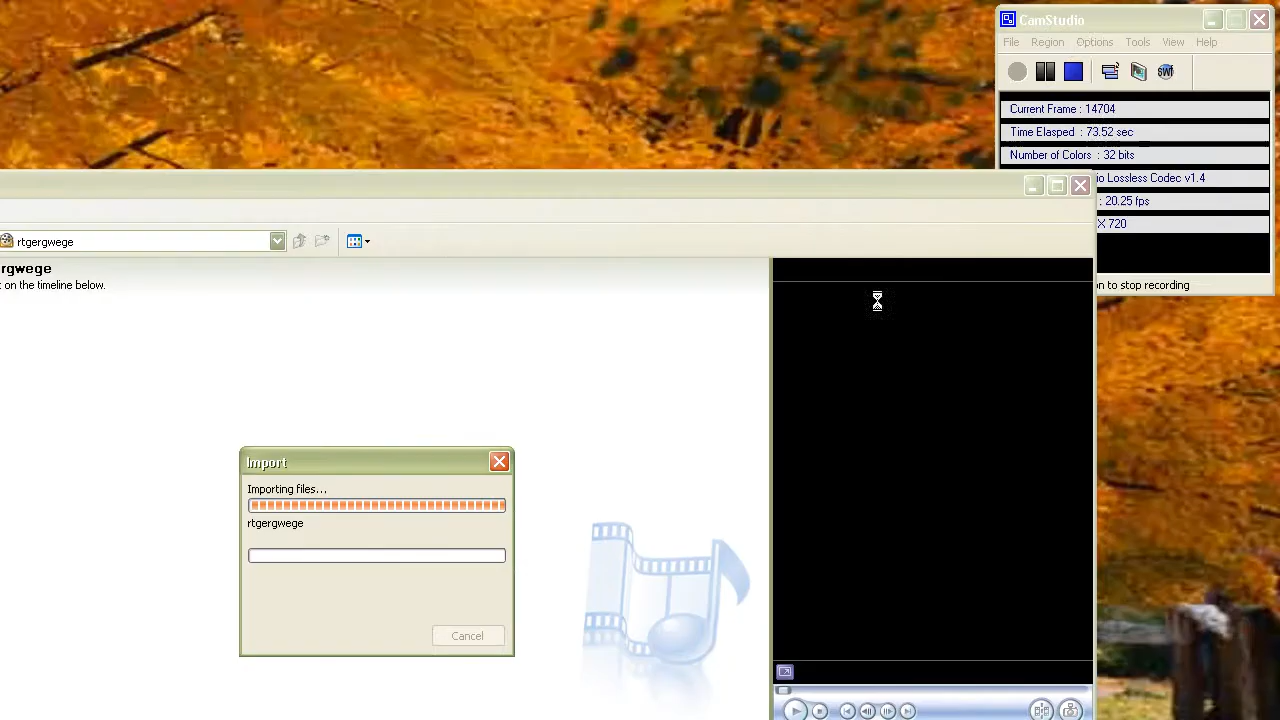 CamStudio
File Region Options Tools View Help
SWF
Current Frame : 14704
Time Elasped : 73.52 sec
Number of Colors : 32 bits
io Lossless Codec v1.4
: 20.25 fps
X 720
on to stop recording
rtgergwege
rgwege
t on the timeline below.
Import
Importing files...
rtgergwege
Cancel